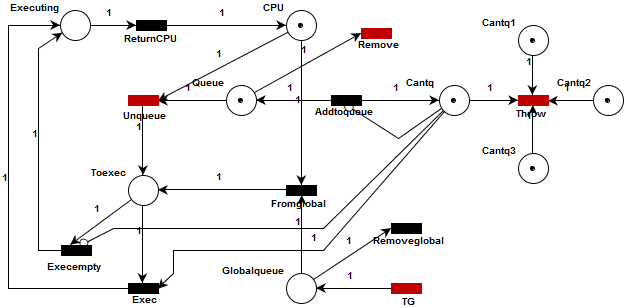 Executing
1
ReturnCPU
1
CPU
1
Remove
Cantq1
1
Unqueue
1
Queue
1
Addtoqueue
1
Cantq
1
Throw
1
Cantq2
1
Cantq3
1
1
Toexec
1
Fromglobal
1
1
1
Execempty
1
1
1
Exec
1
Globalqueue
1
Removeglobal
1
TG